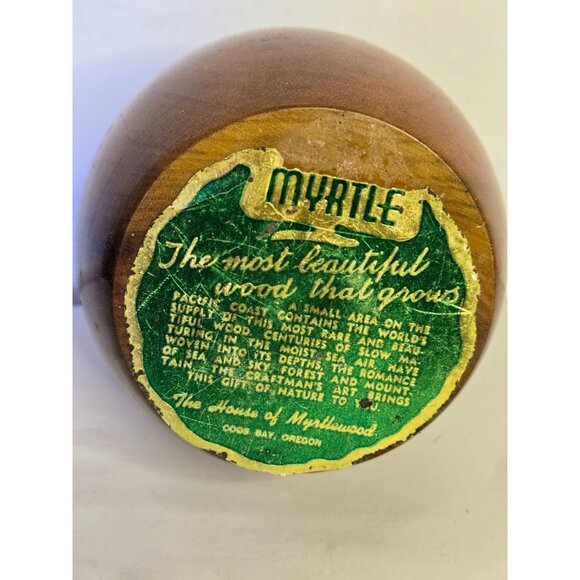 MYRTLE
The most beautiful
wood that grows
A SMALL AREA ON THE
PACIFIC COAST CONTAINS THE WORLD'S
SUPPLY OF THIS MOST RARE AND BEAU-
TIFUL WOOD. CENTURIES OF SLOW MA-
TURING IN THE MOIST SEA AIR HAVE
WOVEN INTO ITS DEPTHS, THE ROMANCE
OF SEA AND SKY, FOREST AND MOUNT-
TAIN. THE CRAFTSMAN'S ART BRINGS
THIS GIFT OF NATURE TO
The House of Myrtlewood
COOS BAY, OREGON